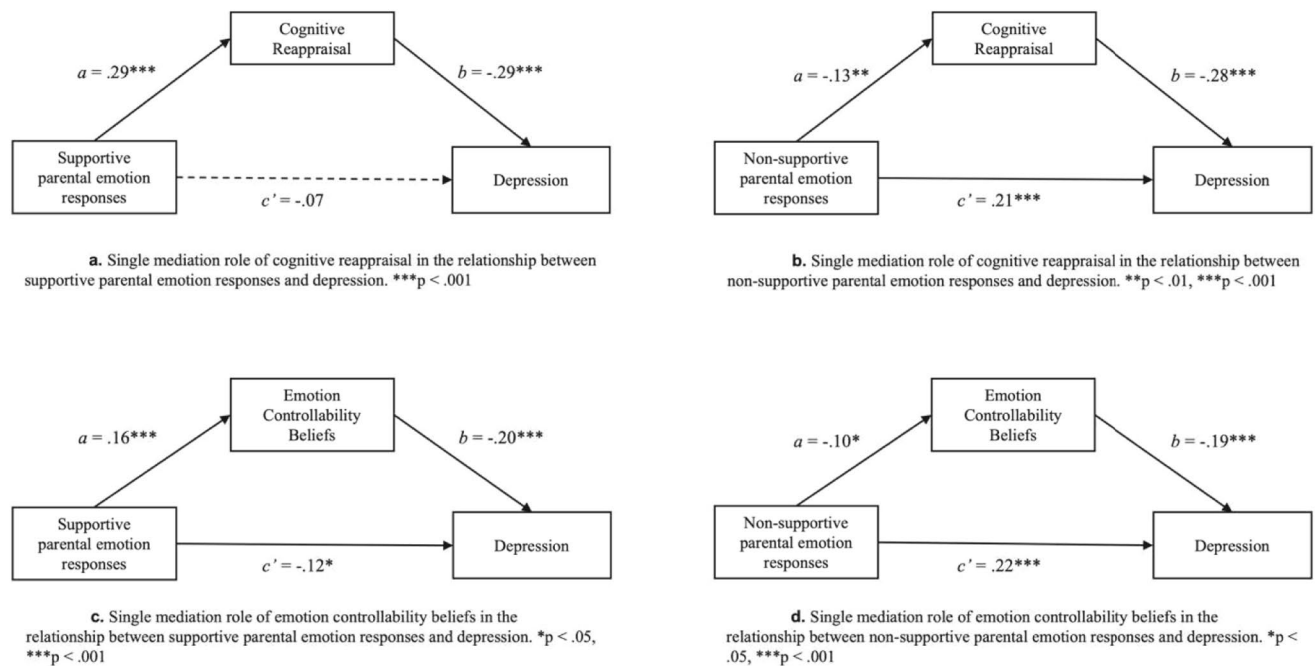 Cognitive
Reappraisal
a = .29***
b = -.29***
Supportive
parental emotion
responses
Depression
c' = -.07
a. Single mediation role of cognitive reappraisal in the relationship between
supportive parental emotion responses and depression. ***p < .001
Cognitive
Reappraisal
a = -.13**
b = -.28***
Non-supportive
parental emotion
responses
Depression
c' = .21***
b. Single mediation role of cognitive reappraisal in the relationship between
non-supportive parental emotion responses and depression. **p < .01, ***p < .001
Emotion
Controllability
Beliefs
a = .16***
b = -.20***
Supportive
parental emotion
responses
Depression
c' = -.12*
c. Single mediation role of emotion controllability beliefs in the
relationship between supportive parental emotion responses and depression. *p < .05,
***p < .001
Emotion
Controllability
Beliefs
a = -.10*
b = -.19***
Non-supportive
parental emotion
responses
Depression
c' = .22***
d. Single mediation role of emotion controllability beliefs in the
relationship between non-supportive parental emotion responses and depression. *p <
.05, ***p < .001